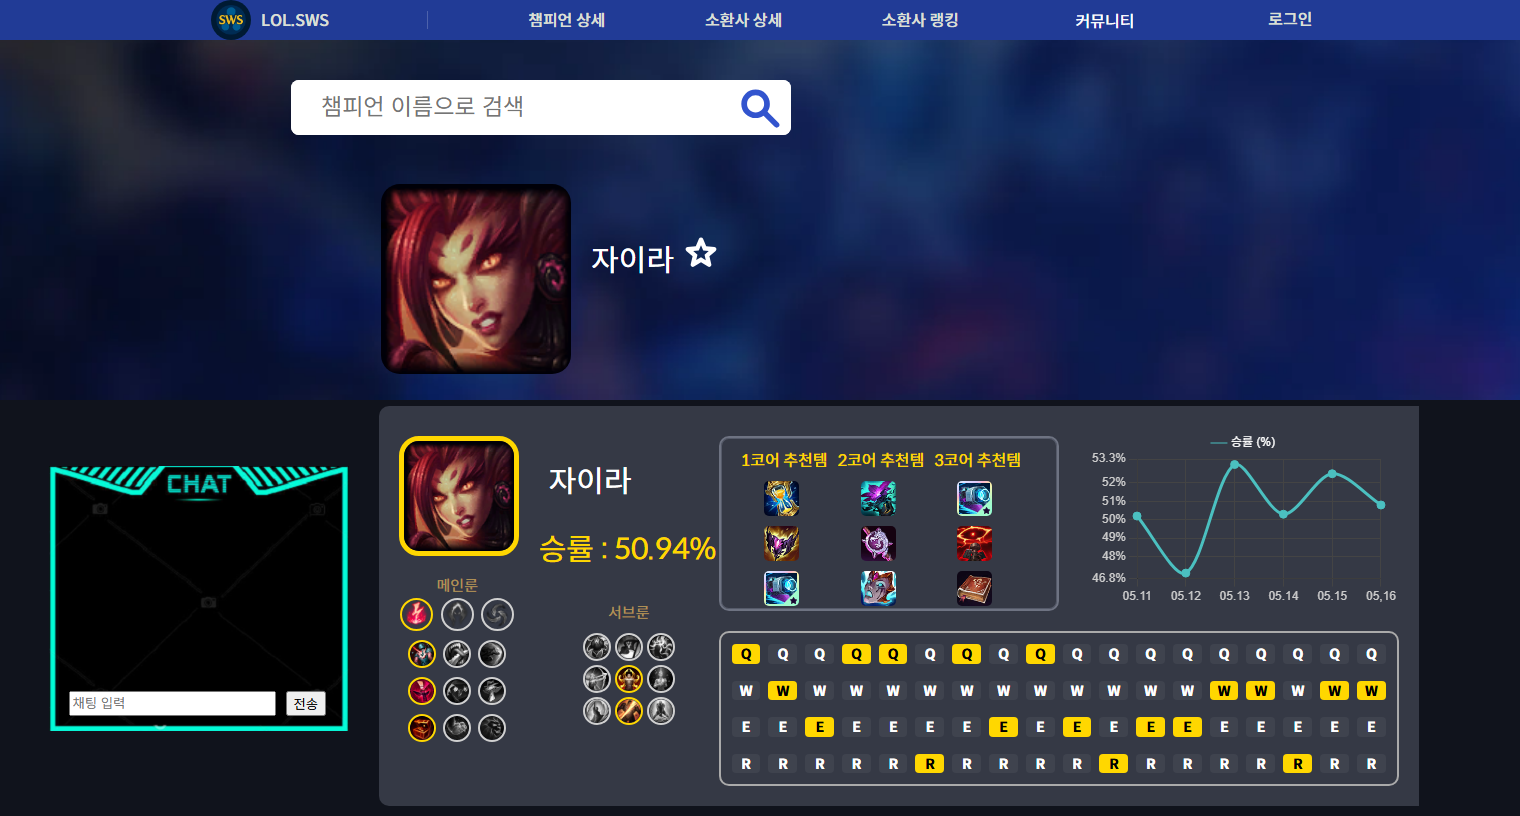 SWS LOL.SWS 챔피언 상세 소환사 상세 소환사 랭킹 커뮤니티 로그인
챔피언 이름으로 검색
자이라
CHAT
채팅 입력 전송
자이라
승률 : 50.94%
메인룬
서브룬
1코어 추천템 2코어 추천템 3코어 추천템
승률 (%)
53.3%
52%
51%
50%
49%
48%
46.8%
05.11 05.12 05.13 05.14 05.15 05,16
Q Q Q Q Q Q Q Q Q Q Q Q Q Q Q Q Q Q
W W W W W W W W W W W W W W W W W W
E E E E E E E E E E E E E E E E E E
R R R R R R R R R R R R R R R R R R